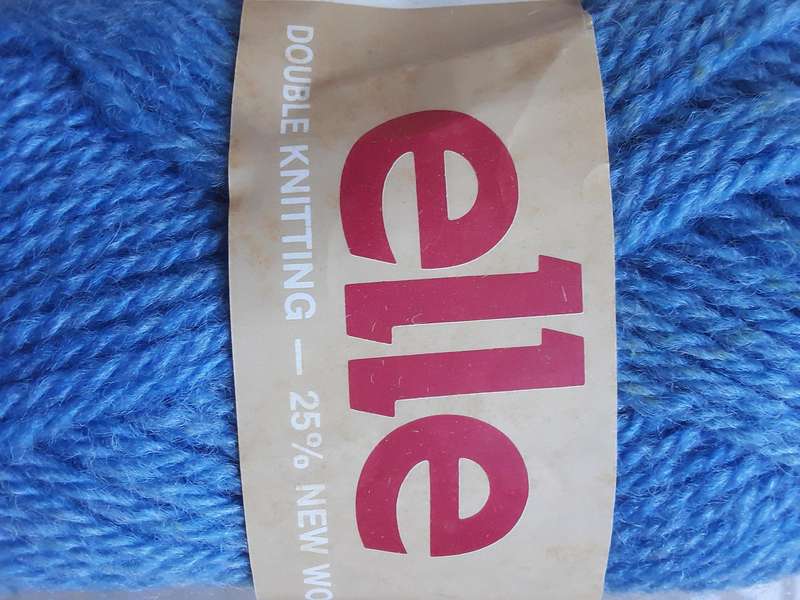 elle
DOUBLE KNITTING — 25% NEW WO